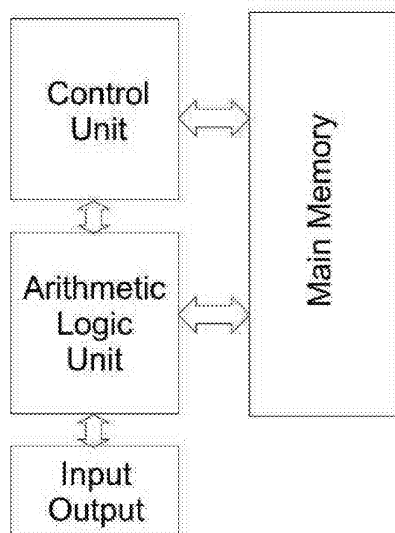 Control
Unit
Arithmetic
Logic
Unit
Input
Output
Main Memory